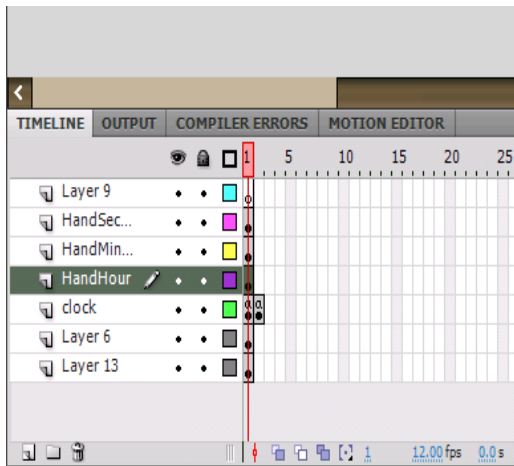 TIMELINE OUTPUT COMPILER ERRORS MOTION EDITOR
1 5 10 15 20 25
Layer 9
HandSec...
HandMin...
HandHour
clock a a
Layer 6
Layer 13
1 12.00 fps 0.0 s